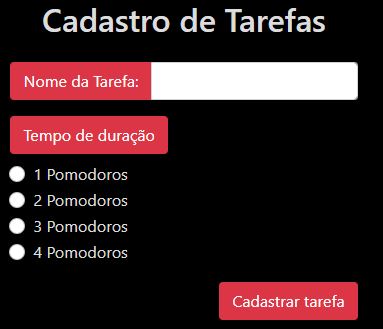 Cadastro de Tarefas
Nome da Tarefa:
Tempo de duração
1 Pomodoros
2 Pomodoros
3 Pomodoros
4 Pomodoros
Cadastrar tarefa